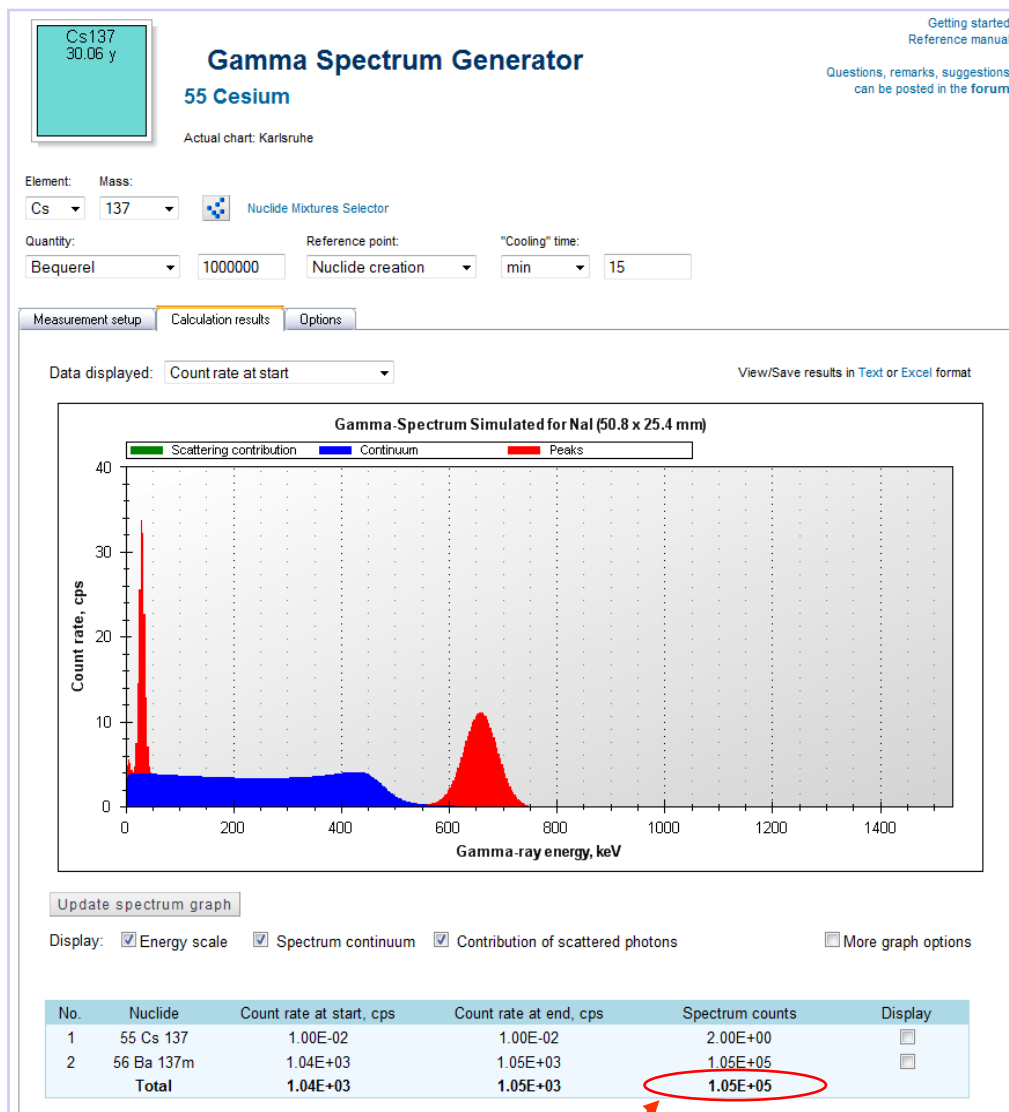 Cs137
30.06 y
Gamma Spectrum Generator
55 Cesium
Actual chart: Karlsruhe
Getting started
Reference manual
Questions, remarks, suggestions
can be posted in the forum
Element: Mass:
Cs 137 Nuclide Mixtures Selector
Quantity: Reference point: "Cooling" time:
Bequerel 1000000 Nuclide creation min 15
Measurement setup Calculation results Options
Data displayed: Count rate at start View/Save results in Text or Excel format
Gamma-Spectrum Simulated for NaI (50.8 x 25.4 mm)
Scattering contribution Continuum Peaks
40
30
20
10
0
Count rate, cps
0 200 400 600 800 1000 1200 1400
Gamma-ray energy, keV
Update spectrum graph
Display: Energy scale Spectrum continuum Contribution of scattered photons More graph options
No. Nuclide Count rate at start, cps Count rate at end, cps Spectrum counts Display
1 55 Cs 137 1.00E-02 1.00E-02 2.00E+00
2 56 Ba 137m 1.04E+03 1.05E+03 1.05E+05
Total 1.04E+03 1.05E+03 1.05E+05